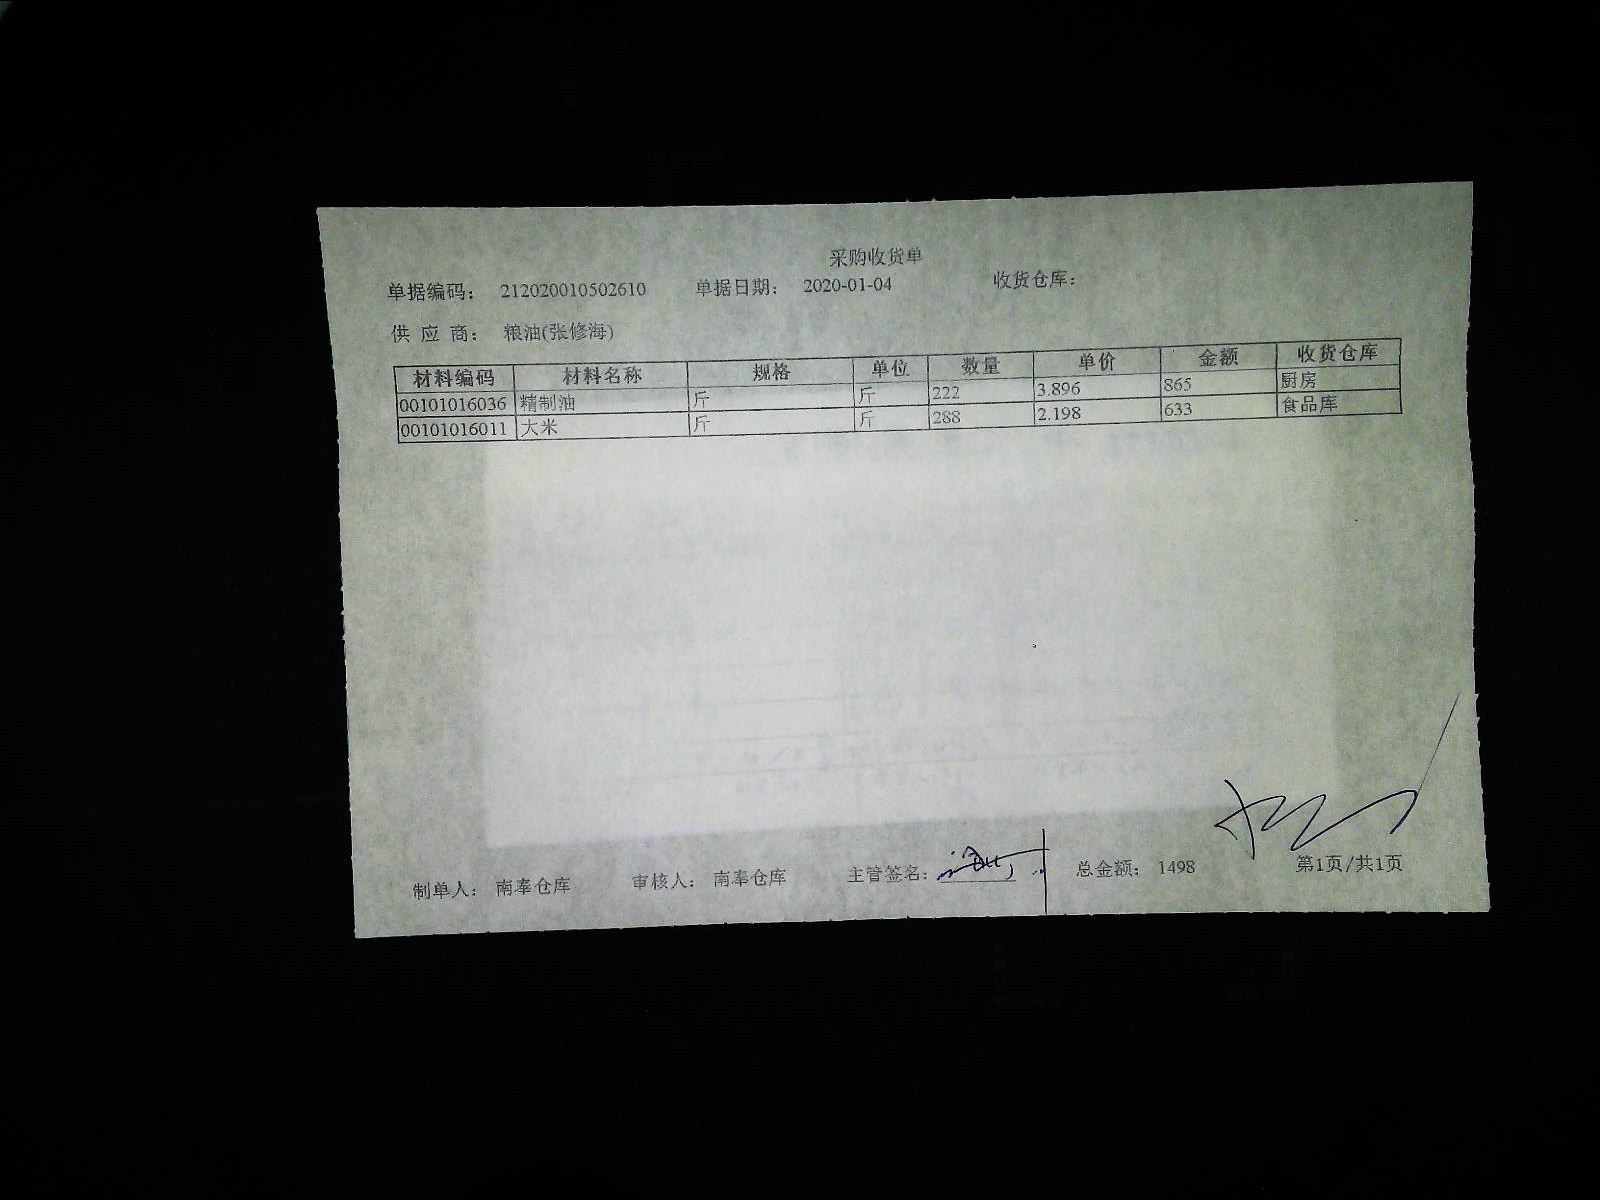 采购收货单
单据编码： 212020010502610 单据日期： 2020-01-04 收货仓库：
供 应 商： 粮油(张修海)
材料编码 材料名称 规格 单位 数量 单价 金额 收货仓库
00101016036 精制油 斤 斤 222 3.896 865 厨房
00101016011 大米 斤 斤 288 2.198 633 食品库
制单人： 南奉仓库 审核人： 南奉仓库 主管签名： 总金额： 1498 第1页/共1页